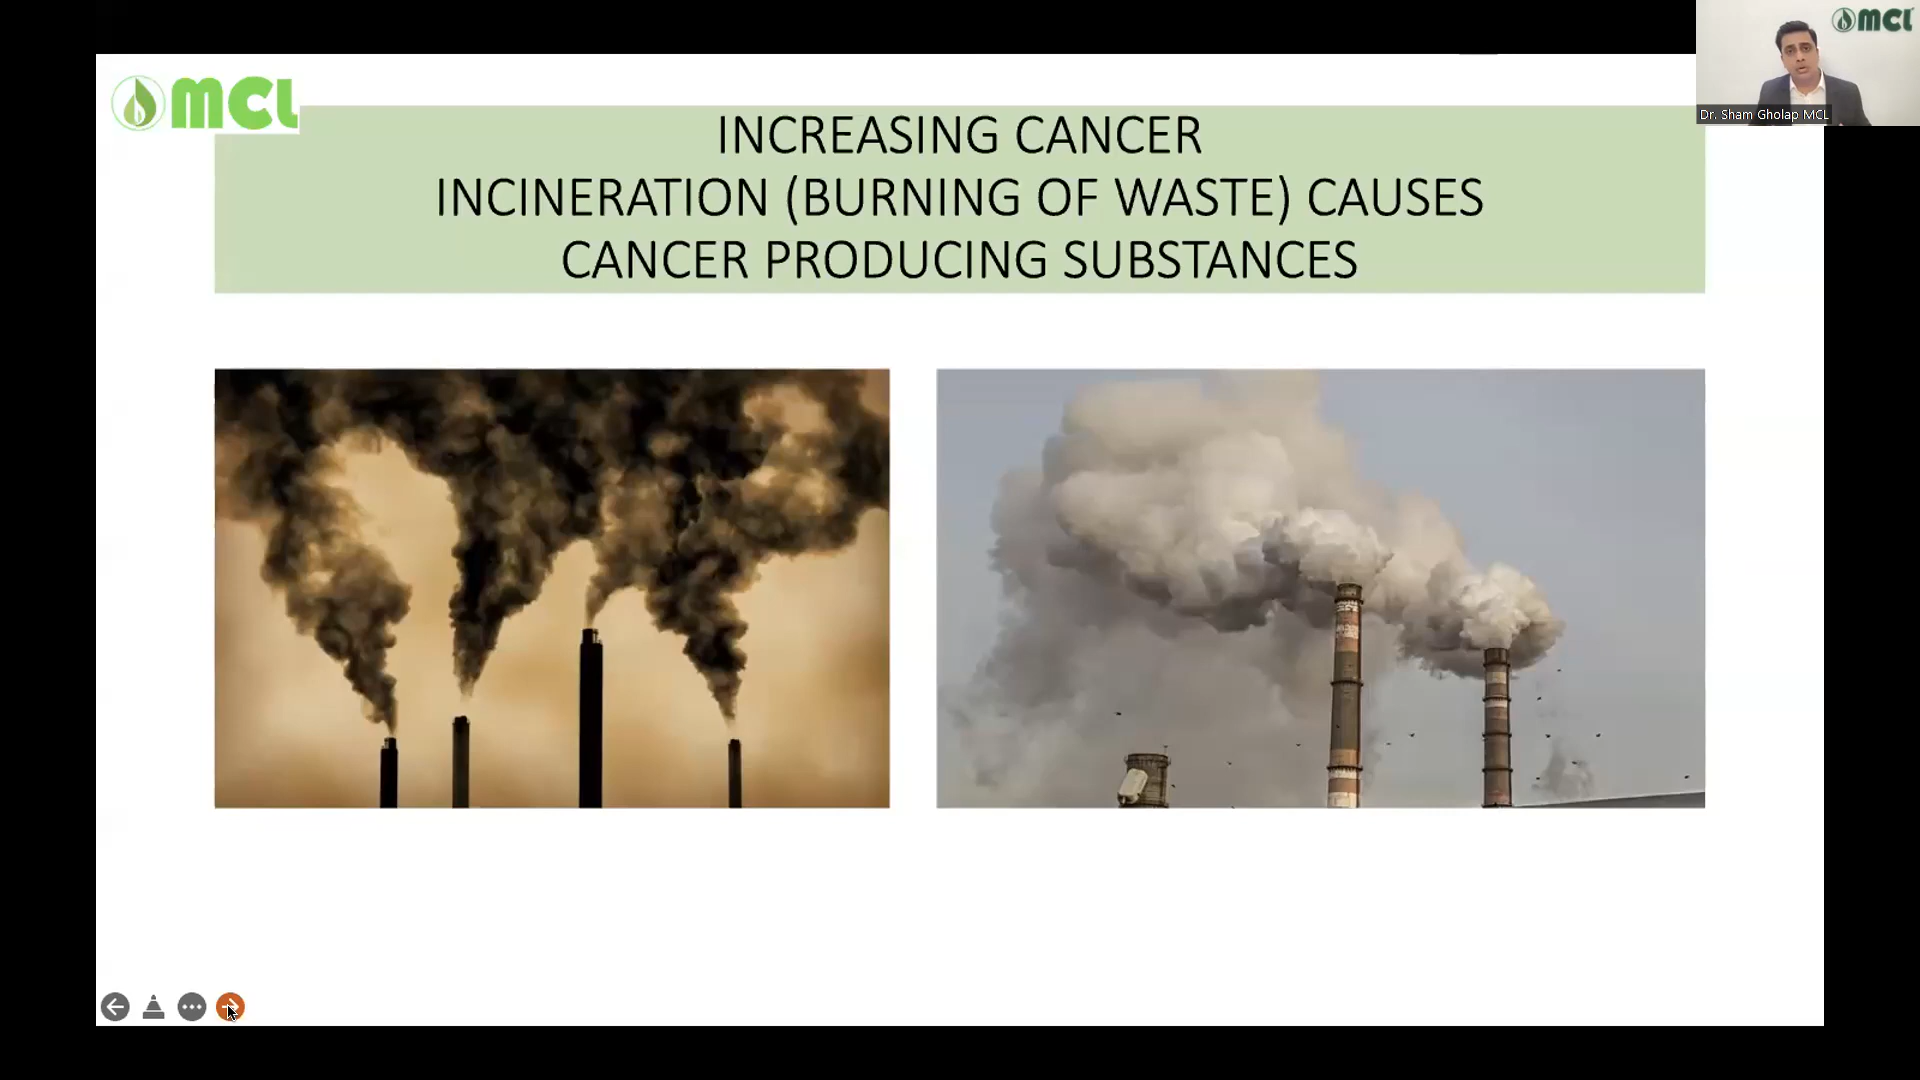 MCL
MCL
Dr. Sham Gholap MCL
INCREASING CANCER
INCINERATION (BURNING OF WASTE) CAUSES
CANCER PRODUCING SUBSTANCES